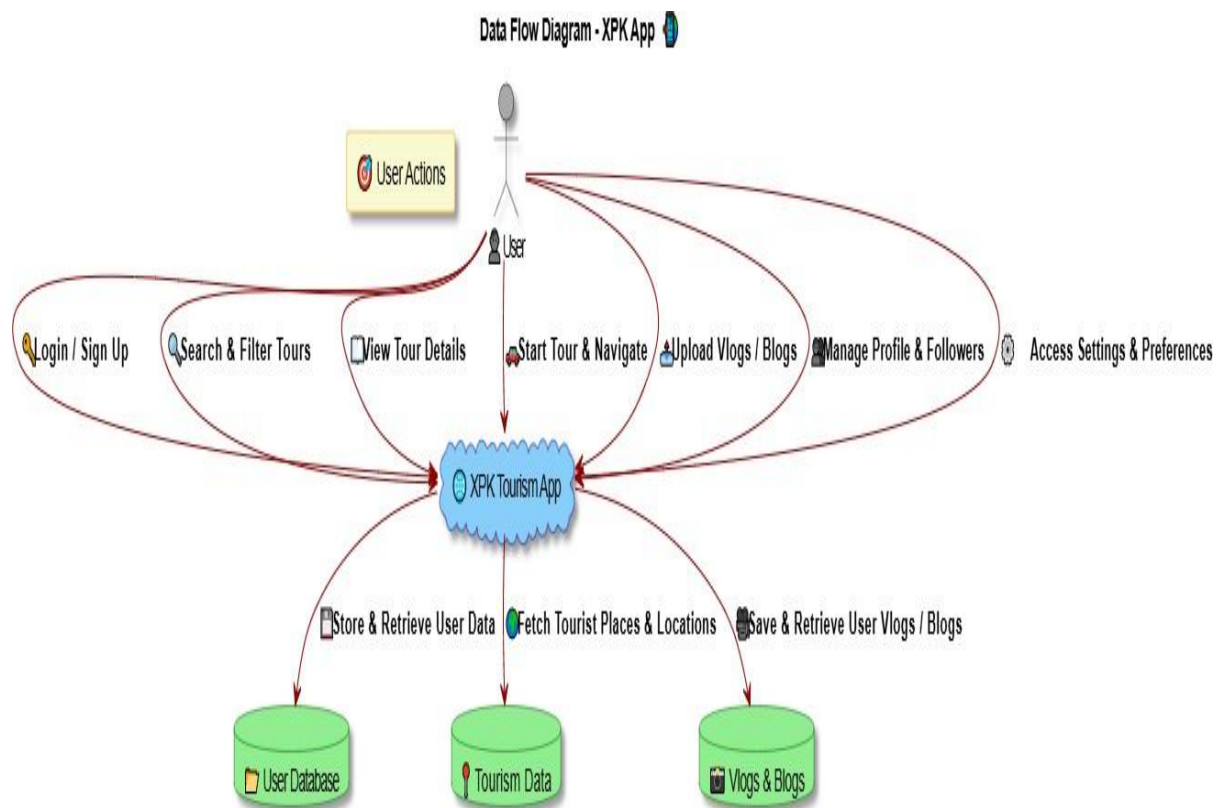 Data Flow Diagram - XPK App
User Actions
User
Login / Sign Up
Search & Filter Tours
View Tour Details
Start Tour & Navigate
Upload Vlogs / Blogs
Manage Profile & Followers
Access Settings & Preferences
XPK Tourism App
Store & Retrieve User Data
Fetch Tourist Places & Locations
Save & Retrieve User Vlogs / Blogs
User Database
Tourism Data
Vlogs & Blogs